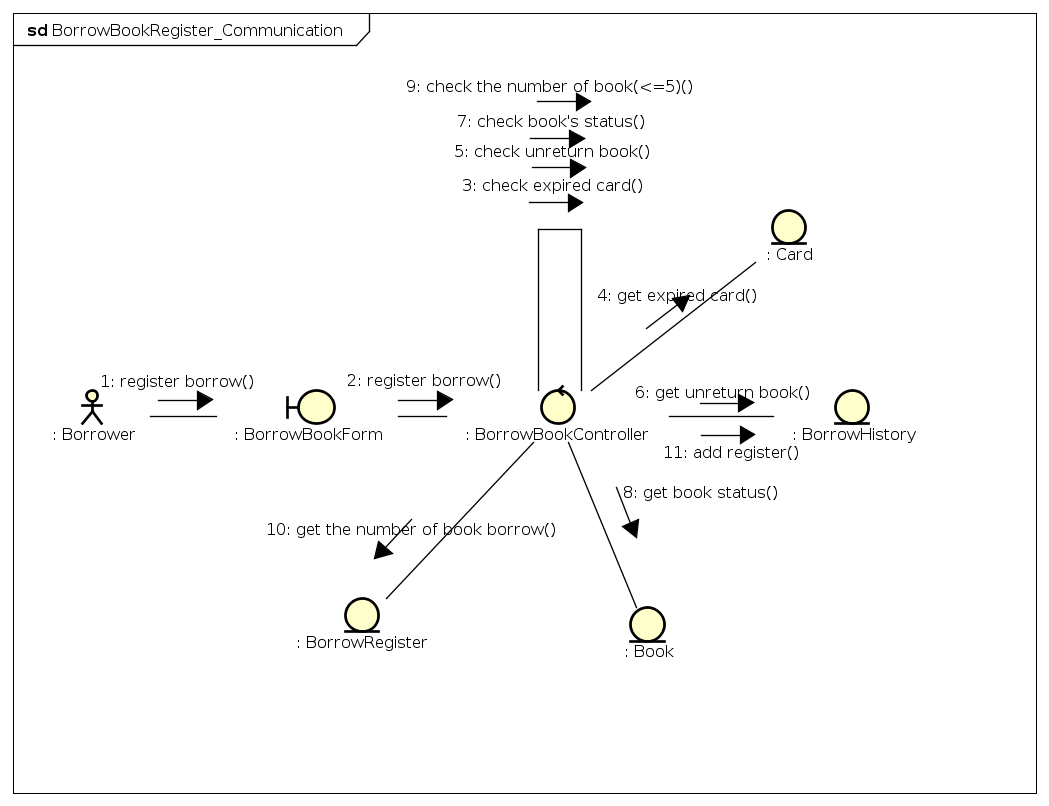 sd BorrowBookRegister_Communication
9: check the number of book(<=5)()
7: check book's status()
5: check unreturn book()
3: check expired card()
: Card
4: get expired card()
1: register borrow()
2: register borrow()
6: get unreturn book()
: Borrower
: BorrowBookForm
: BorrowBookController
: BorrowHistory
11: add register()
8: get book status()
10: get the number of book borrow()
: BorrowRegister
: Book